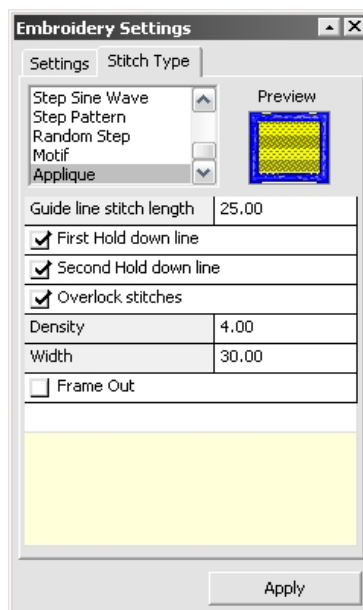 Embroidery Settings
Settings Stitch Type
Step Sine Wave
Step Pattern
Random Step
Motif
Applique
Preview
Guide line stitch length 25.00
First Hold down line
Second Hold down line
Overlock stitches
Density 4.00
Width 30.00
Frame Out
Apply